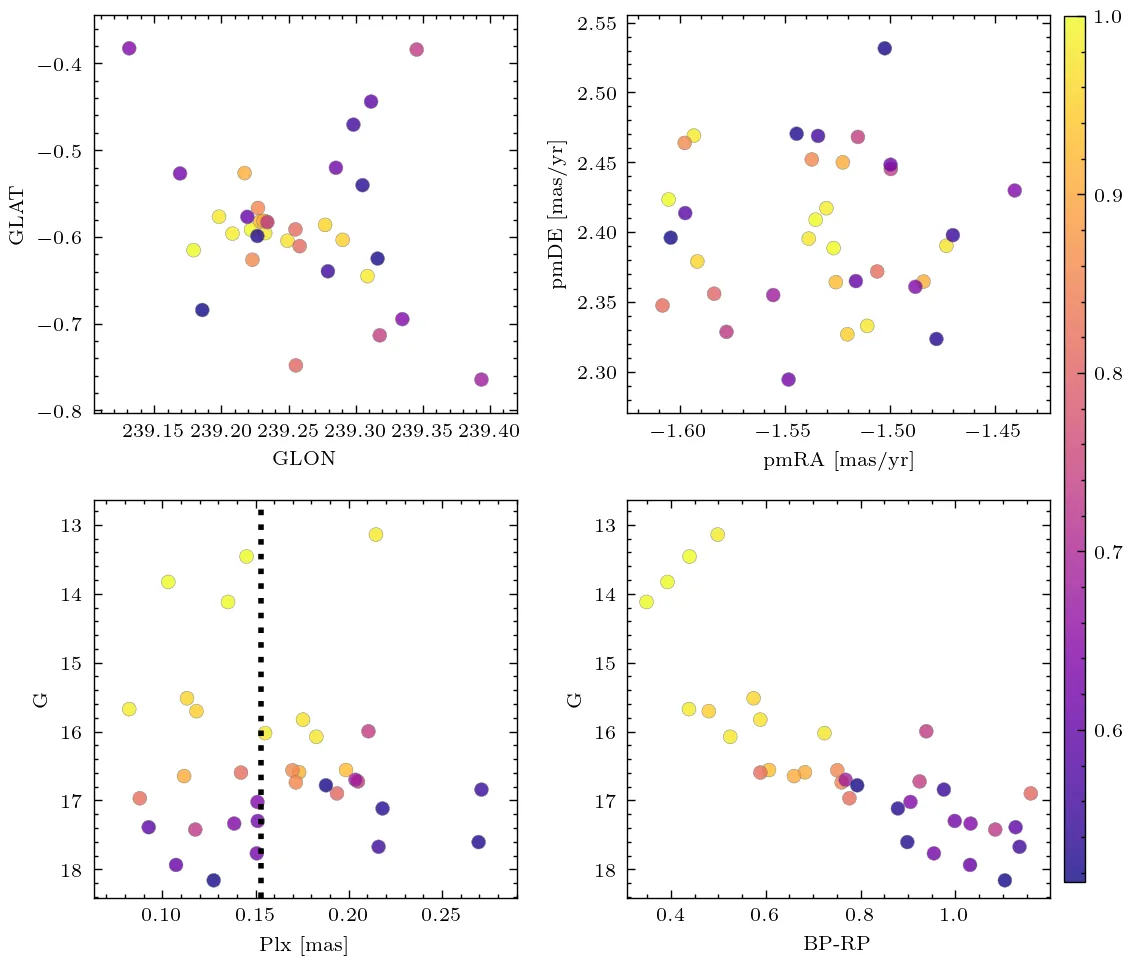 −0.4
−0.5
−0.6
−0.7
−0.8
GLAT
239.15 239.20 239.25 239.30 239.35 239.40
GLON
2.55
2.50
2.45
2.40
2.35
2.30
pmDE [mas/yr]
−1.60 −1.55 −1.50 −1.45
pmRA [mas/yr]
1.0
0.9
0.8
0.7
0.6
13
14
15
16
17
18
G
0.10 0.15 0.20 0.25
Plx [mas]
13
14
15
16
17
18
G
0.4 0.6 0.8 1.0
BP-RP